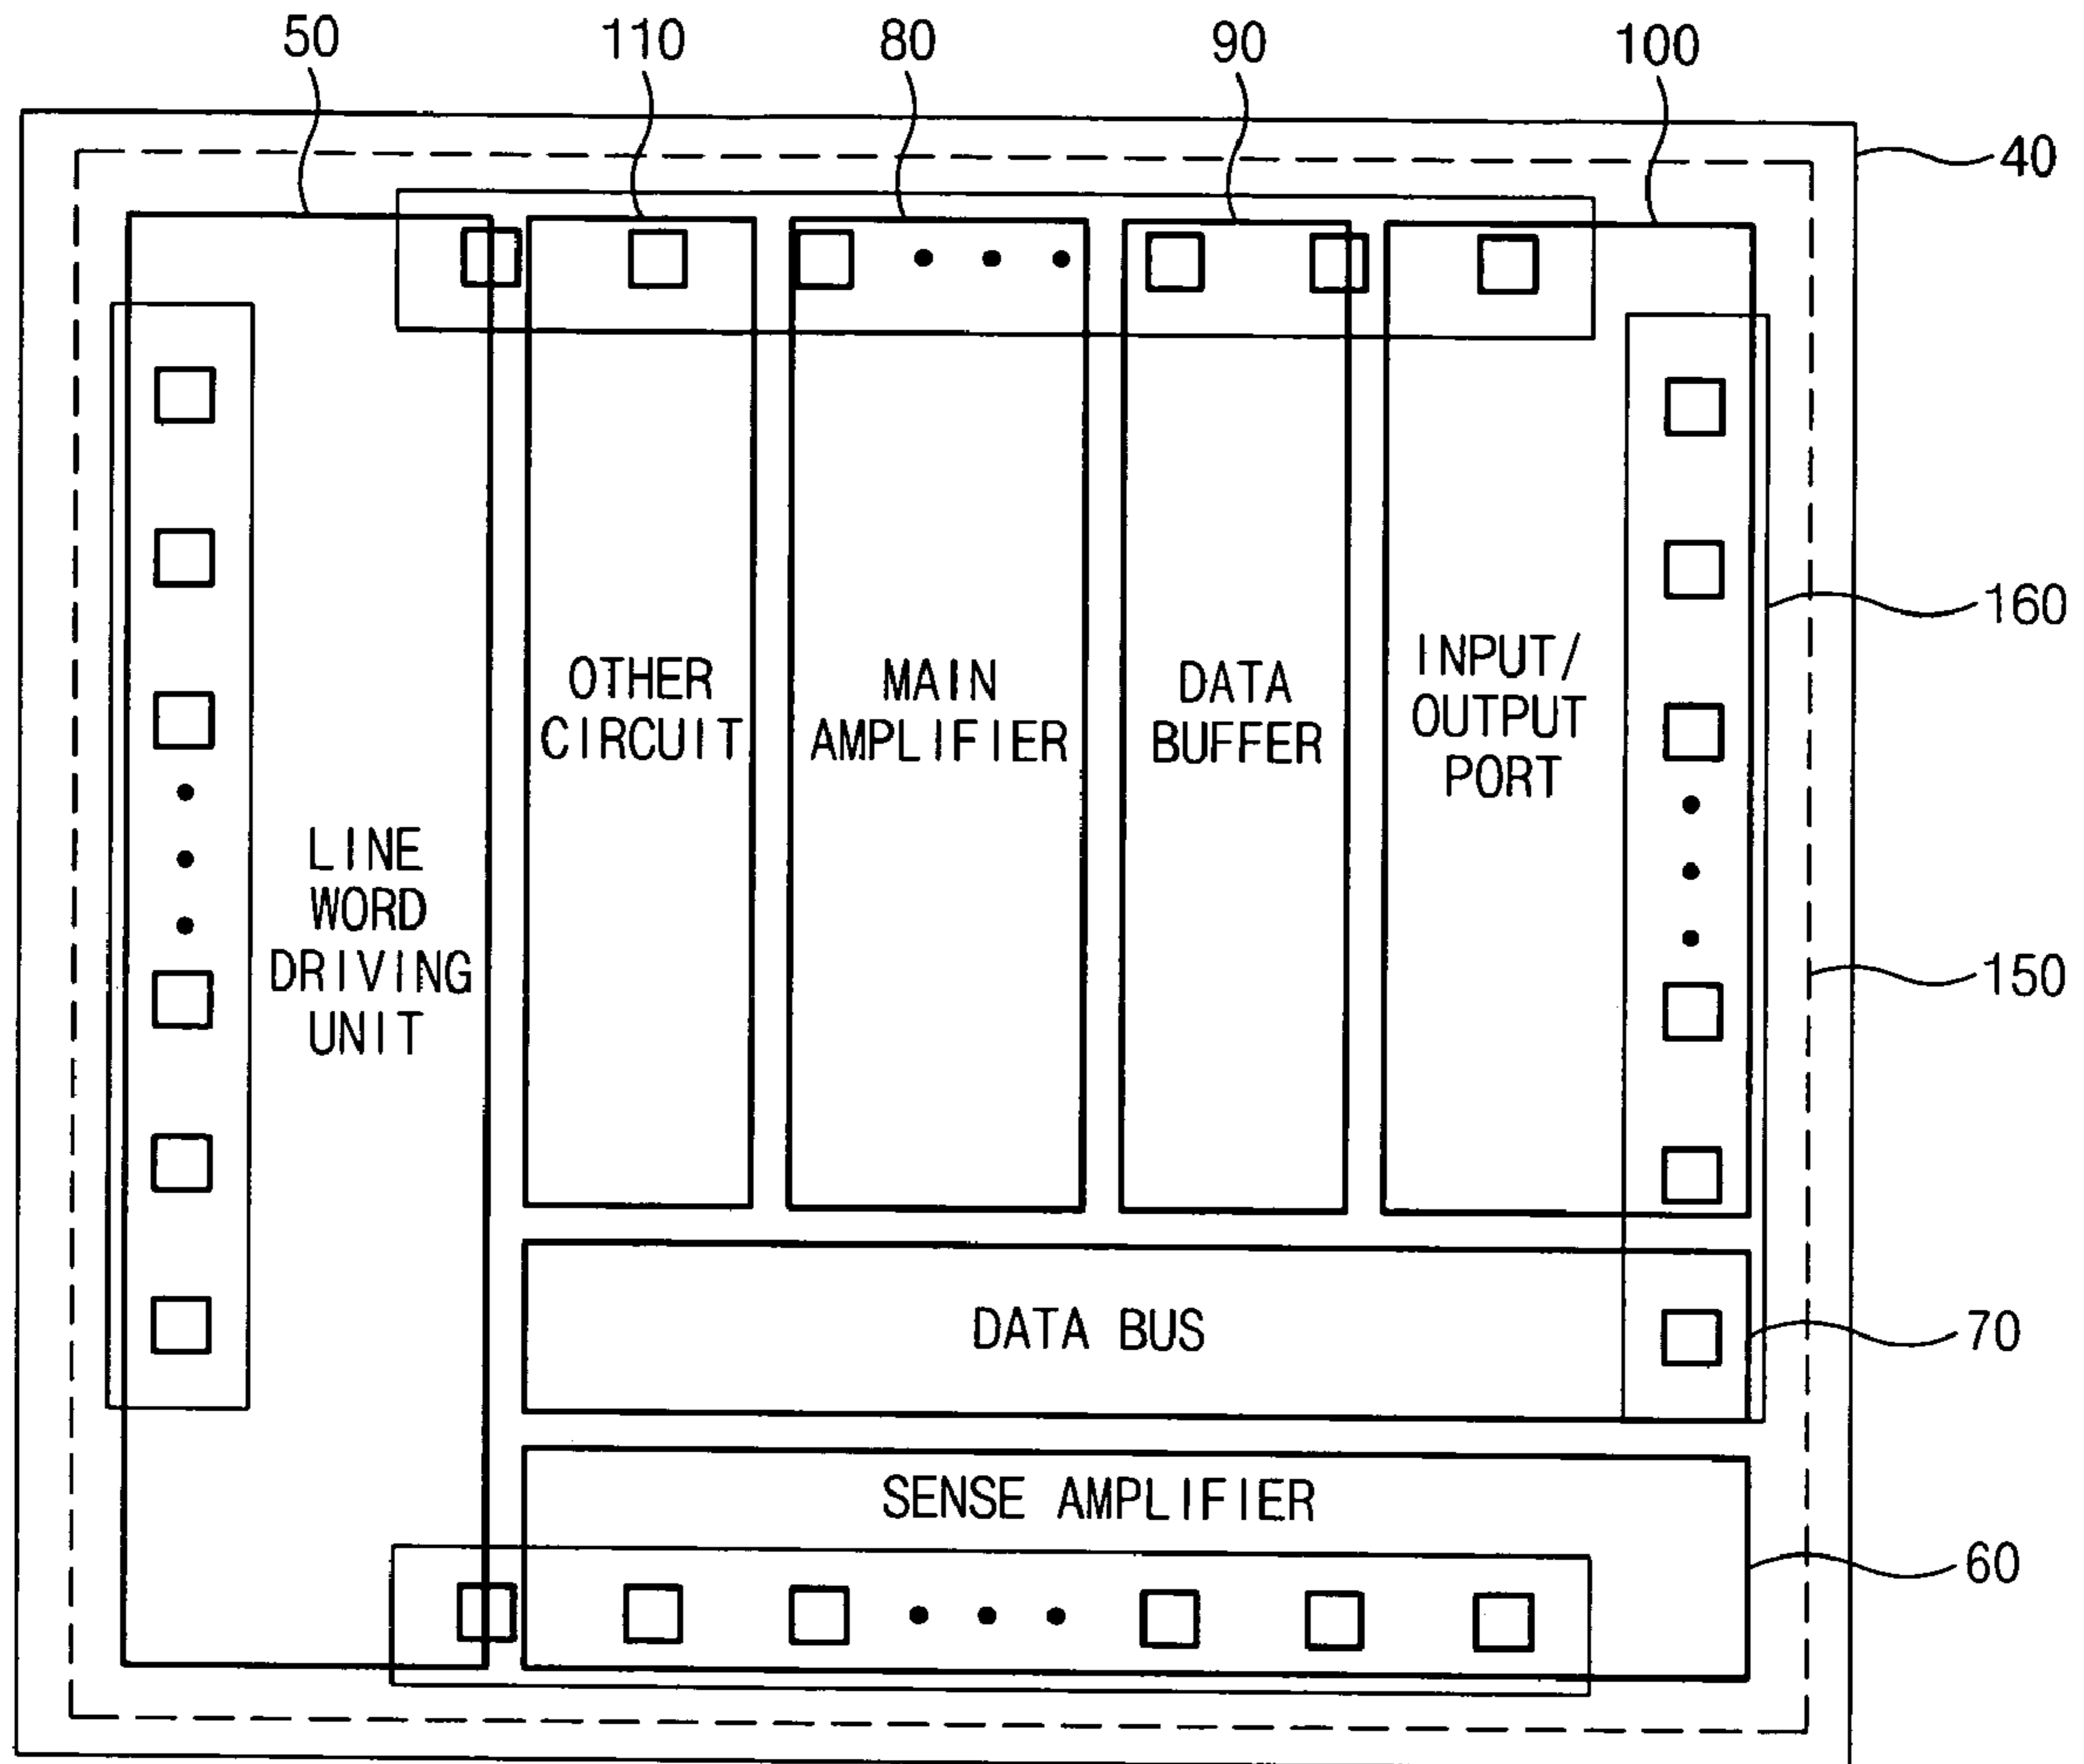 50
110
80
90
100
40
OTHER
CIRCUIT
MAIN
AMPLIFIER
DATA
BUFFER
INPUT/
OUTPUT
PORT
160
LINE
WORD
DRIVING
UNIT
150
DATA BUS
70
SENSE AMPLIFIER
60